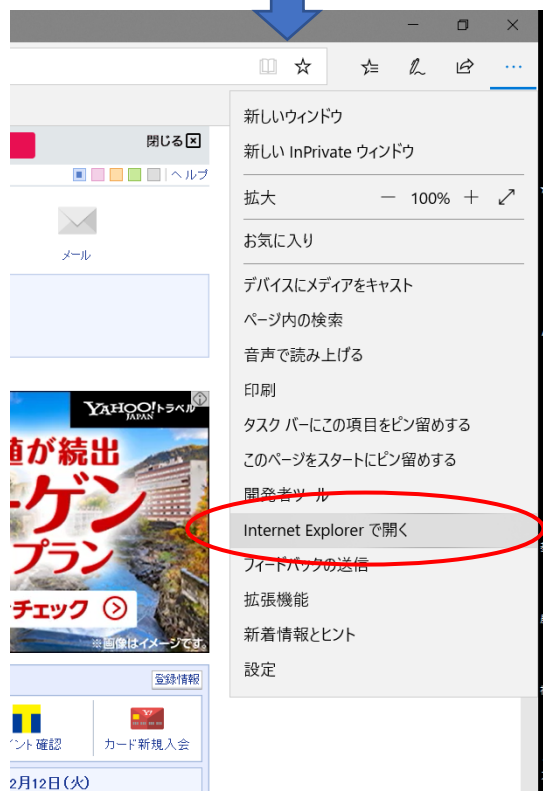 閉じる
ヘルプ
メール
YAHOO!トラベル
JAPAN
値が続出
ーゲン
プラン
チェック
※画像はイメージです。
登録情報
イント確認
カード新規入会
2月12日(火)
新しいウィンドウ
新しい InPrivate ウィンドウ
拡大 − 100% +
お気に入り
デバイスにメディアをキャスト
ページ内の検索
音声で読み上げる
印刷
タスク バーにこの項目をピン留めする
このページをスタートにピン留めする
開発者ツール
Internet Explorer で開く
フィードバックの送信
拡張機能
新着情報とヒント
設定